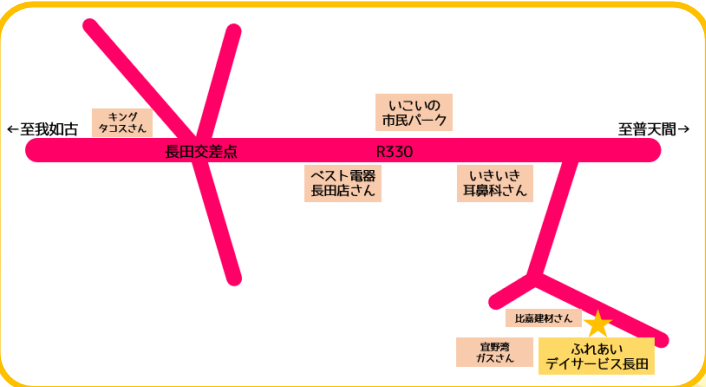 いこいの
市民パーク
キング
タコスさん
←至我如古
至普天間→
長田交差点
R330
ベスト電器
長田店さん
いきいき
耳鼻科さん
比嘉建材さん
宜野湾
ガスさん
ふれあい
デイサービス長田